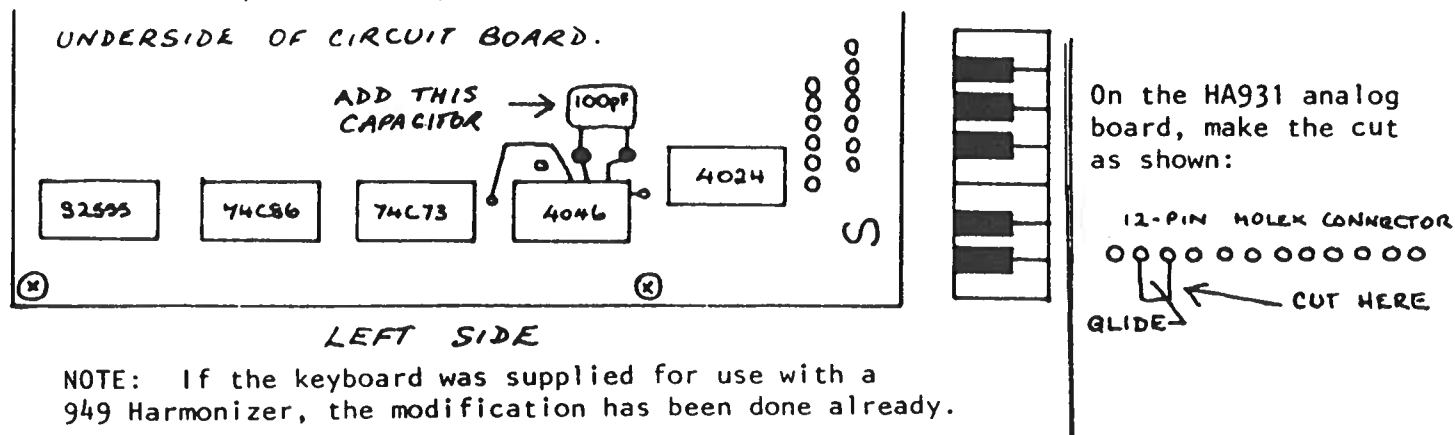 UNDERSIDE OF CIRCUIT BOARD.
ADD THIS
CAPACITOR
100pF
4024
74C86
74C73
4046
S
LEFT SIDE
NOTE: If the keyboard was supplied for use with a
949 Harmonizer, the modification has been done already.
On the HA931 analog
board, make the cut
as shown:
12-PIN MOLEX CONNECTOR
CUT HERE
GLIDE